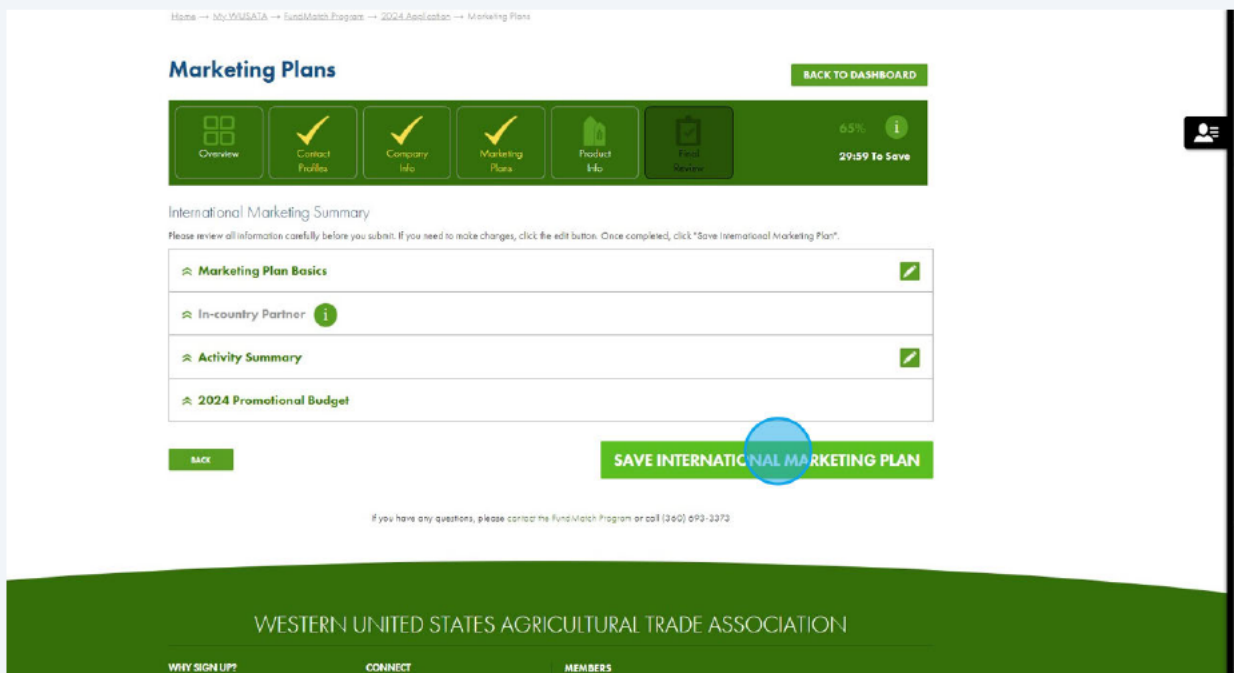 Home → My WUSATA → FundMatch Program → 2024 Application → Marketing Plans
Marketing Plans
BACK TO DASHBOARD
Overview
Contact Profiles
Company Info
Marketing Plans
Product Info
Final Review
65%
29:59 To Save
International Marketing Summary
Please review all information carefully before you submit. If you need to make changes, click the edit button. Once completed, click "Save International Marketing Plan".
Marketing Plan Basics
In-country Partner i
Activity Summary
2024 Promotional Budget
BACK
SAVE INTERNATIONAL MARKETING PLAN
If you have any questions, please contact the FundMatch Program or call (360) 693-3373
WESTERN UNITED STATES AGRICULTURAL TRADE ASSOCIATION
WHY SIGN UP?
CONNECT
MEMBERS